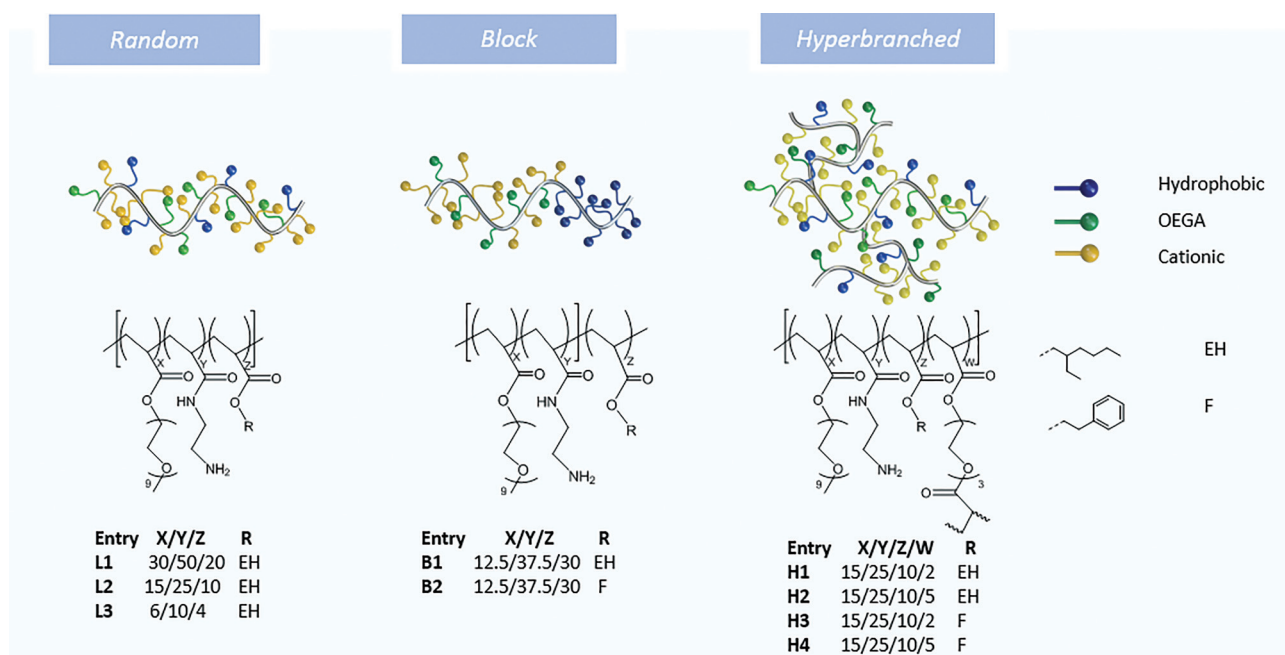 Random
Block
Hyperbranched
Hydrophobic
OEGA
Cationic
X Y Z
O O O
O HN O
R
O NH2
9
Entry X/Y/Z R
L1 30/50/20 EH
L2 15/25/10 EH
L3 6/10/4 EH
X Y Z
O O O
O HN O
R
O NH2
9
Entry X/Y/Z R
B1 12.5/37.5/30 EH
B2 12.5/37.5/30 F
X Y Z W
O O O O
O HN O O
R
O NH2 O
9 3
O
Entry X/Y/Z/W R
H1 15/25/10/2 EH
H2 15/25/10/5 EH
H3 15/25/10/2 F
H4 15/25/10/5 F
EH
F